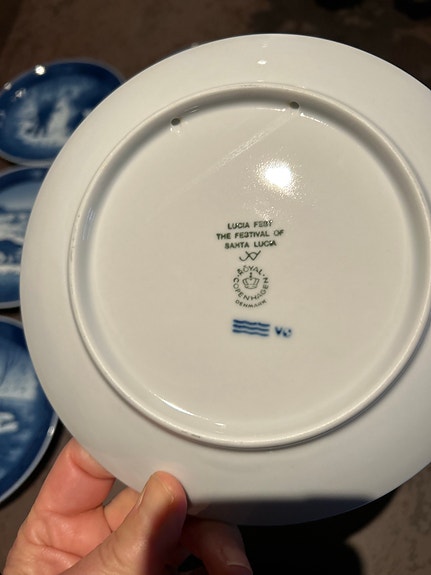 LUCIA FEST
THE FESTIVAL OF
SANTA LUCIA
ROYAL
COPENHAGEN
DENMARK